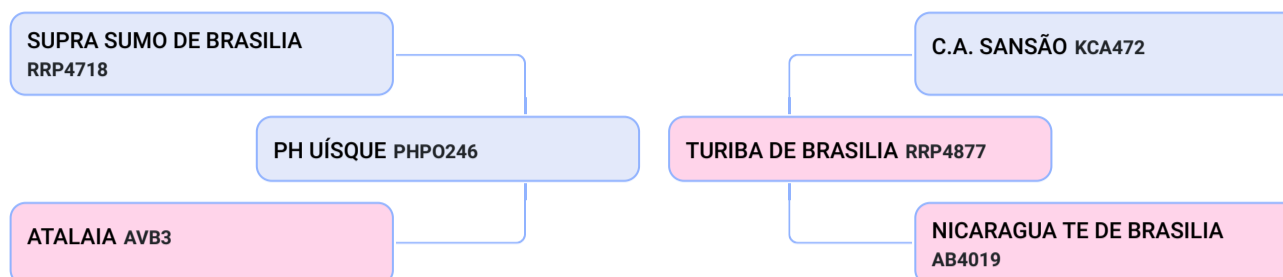 SUPRA SUMO DE BRASILIA
RRP4718
C.A. SANSÃO KCA472
PH UÍSQUE PHPO246
TURIBA DE BRASILIA RRP4877
ATALAIA AVB3
NICARAGUA TE DE BRASILIA
AB4019